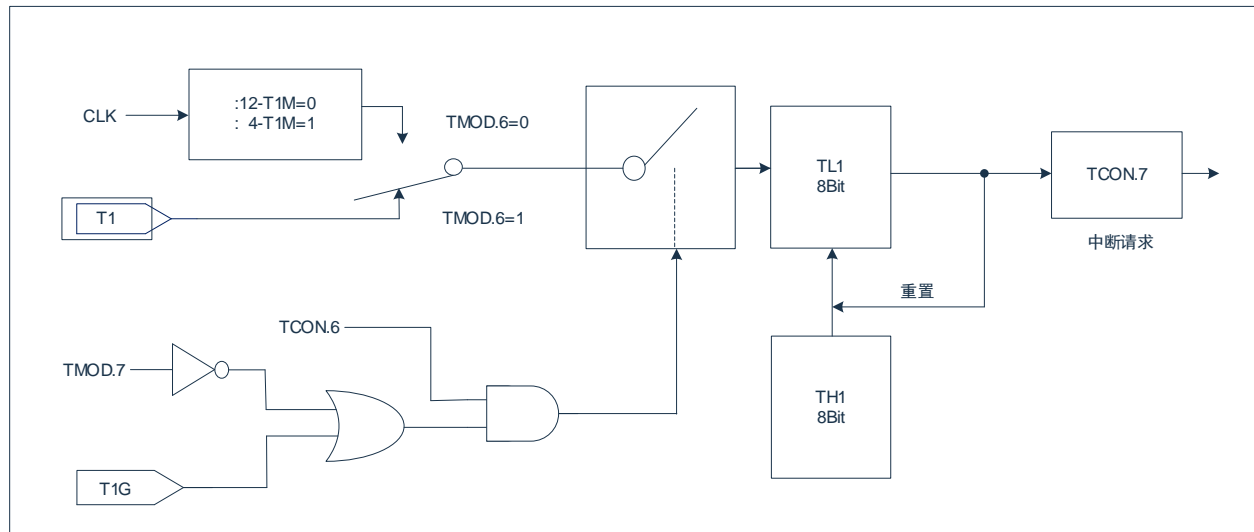 :12-T1M=0
: 4-T1M=1
CLK
TMOD.6=0
T1
TMOD.6=1
TL1
8Bit
TCON.7
中断请求
重置
TCON.6
TMOD.7
TH1
8Bit
T1G